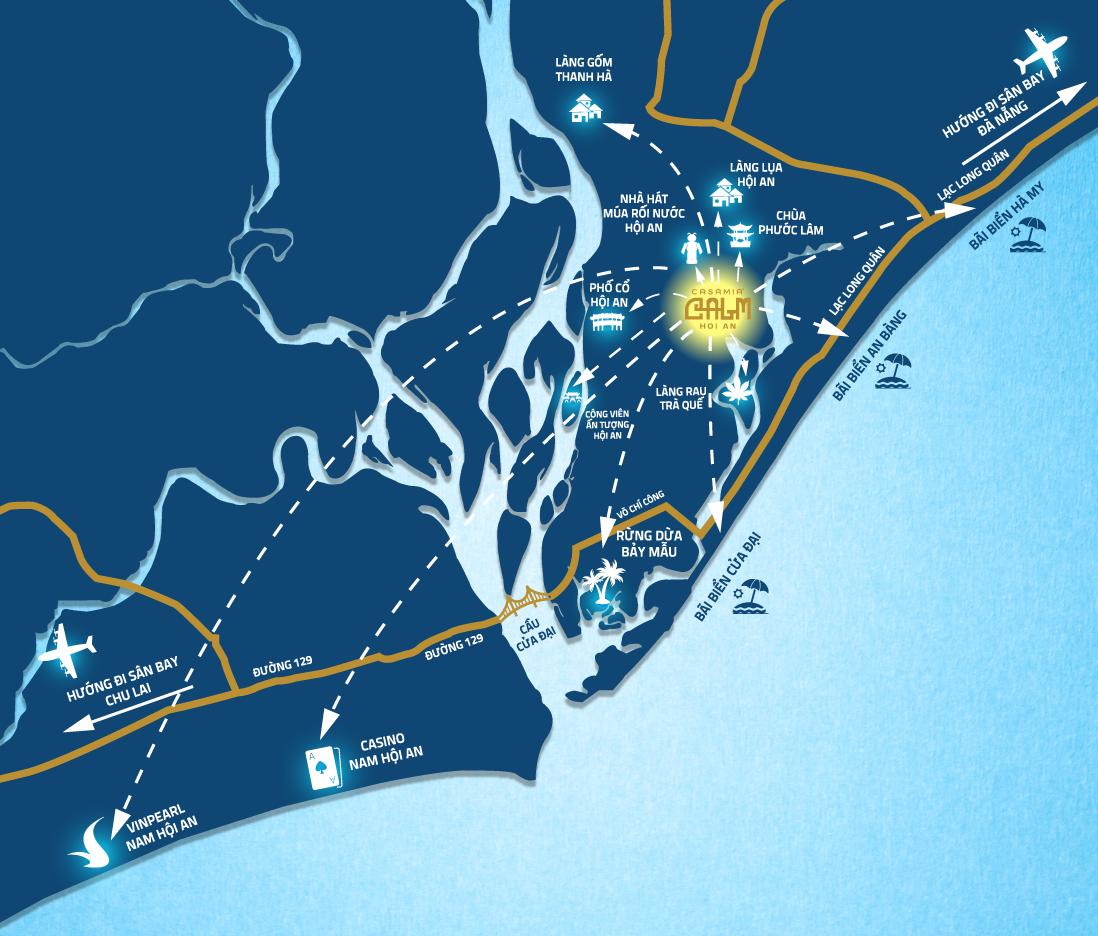 LÀNG GỐM
THANH HÀ
HƯỚNG ĐI SÂN BAY
ĐÀ NẴNG
LẠC LONG QUÂN
BÃI BIỂN HÀ MY
LÀNG LỤA
HỘI AN
NHÀ HÁT
MÚA RỐI NƯỚC
HỘI AN
CHÙA
PHƯỚC LÂM
LẠC LONG QUÂN
PHỐ CỔ
HỘI AN
CASAMIA
CALM
HOI AN
BÃI BIỂN AN BÀNG
LÀNG RAU
TRÀ QUẾ
CÔNG VIÊN
ẤN TƯỢNG
HỘI AN
VÕ CHÍ CÔNG
RỪNG DỪA
BẢY MẪU
BÃI BIỂN CỬA ĐẠI
CẦU
CỬA ĐẠI
ĐƯỜNG 129
ĐƯỜNG 129
HƯỚNG ĐI SÂN BAY
CHU LAI
A
A
CASINO
NAM HỘI AN
VINPEARL
NAM HỘI AN